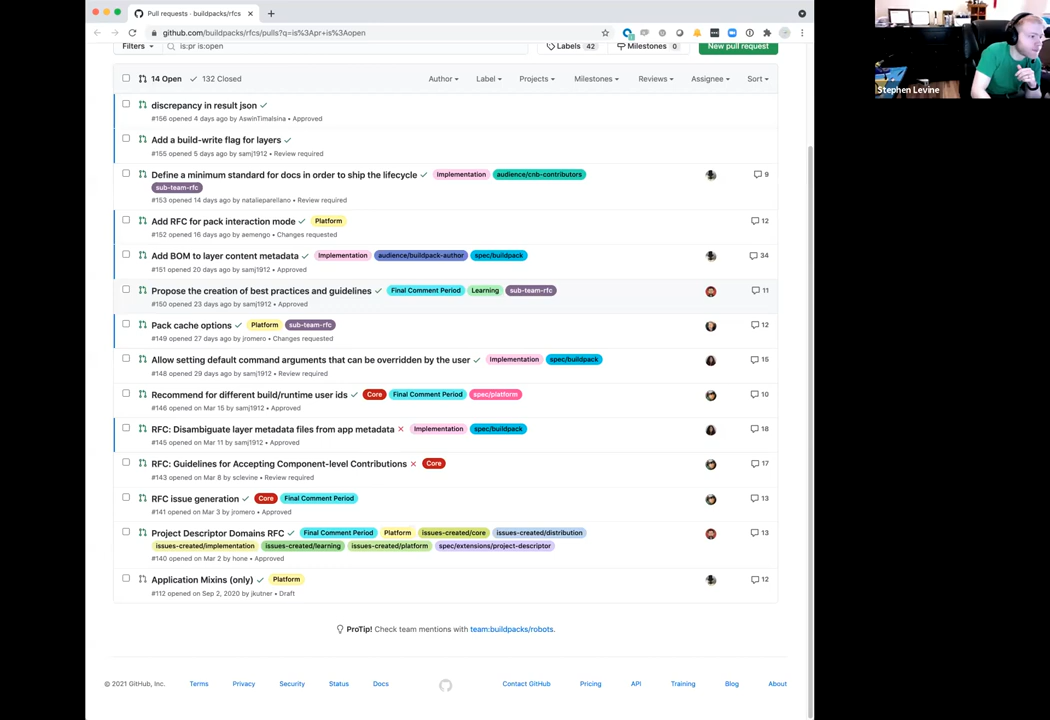 Pull requests · buildpacks/rfcs
github.com/buildpacks/rfcs/pulls?q=is%3Apr+is%3Aopen
Filters is:pr is:open Labels 42 Milestones 0 New pull request
14 Open 132 Closed Author Label Projects Milestones Reviews Assignee Sort
discrepancy in result json
#156 opened 4 days ago by AswinTimalsina • Approved
Add a build-write flag for layers
#155 opened 5 days ago by samj1912 • Review required
Define a minimum standard for docs in order to ship the lifecycle Implementation audience/cnb-contributors 9
sub-team-rfc
#153 opened 14 days ago by natalieparellano • Review required
Add RFC for pack interaction mode Platform 12
#152 opened 16 days ago by aemengo • Changes requested
Add BOM to layer content metadata Implementation audience/buildpack-author spec/buildpack 34
#151 opened 20 days ago by samj1912 • Approved
Propose the creation of best practices and guidelines Final Comment Period Learning sub-team-rfc 11
#150 opened 23 days ago by samj1912 • Approved
Pack cache options Platform sub-team-rfc 12
#149 opened 27 days ago by jromero • Changes requested
Allow setting default command arguments that can be overridden by the user Implementation spec/buildpack 15
#148 opened 29 days ago by samj1912 • Review required
Recommend for different build/runtime user ids Core Final Comment Period spec/platform 10
#146 opened on Mar 15 by samj1912 • Approved
RFC: Disambiguate layer metadata files from app metadata Implementation spec/buildpack 18
#145 opened on Mar 11 by samj1912 • Approved
RFC: Guidelines for Accepting Component-level Contributions Core 17
#143 opened on Mar 8 by sclevine • Review required
RFC issue generation Core Final Comment Period 13
#141 opened on Mar 3 by jromero • Approved
Project Descriptor Domains RFC Final Comment Period Platform issues-created/core issues-created/distribution 13
issues-created/implementation issues-created/learning issues-created/platform spec/extensions/project-descriptor
#140 opened on Mar 2 by hone • Approved
Application Mixins (only) Platform 12
#112 opened on Sep 2, 2020 by jkutner • Draft
ProTip! Check team mentions with team:buildpacks/robots.
© 2021 GitHub, Inc. Terms Privacy Security Status Docs Contact GitHub Pricing API Training Blog About
Stephen Levine